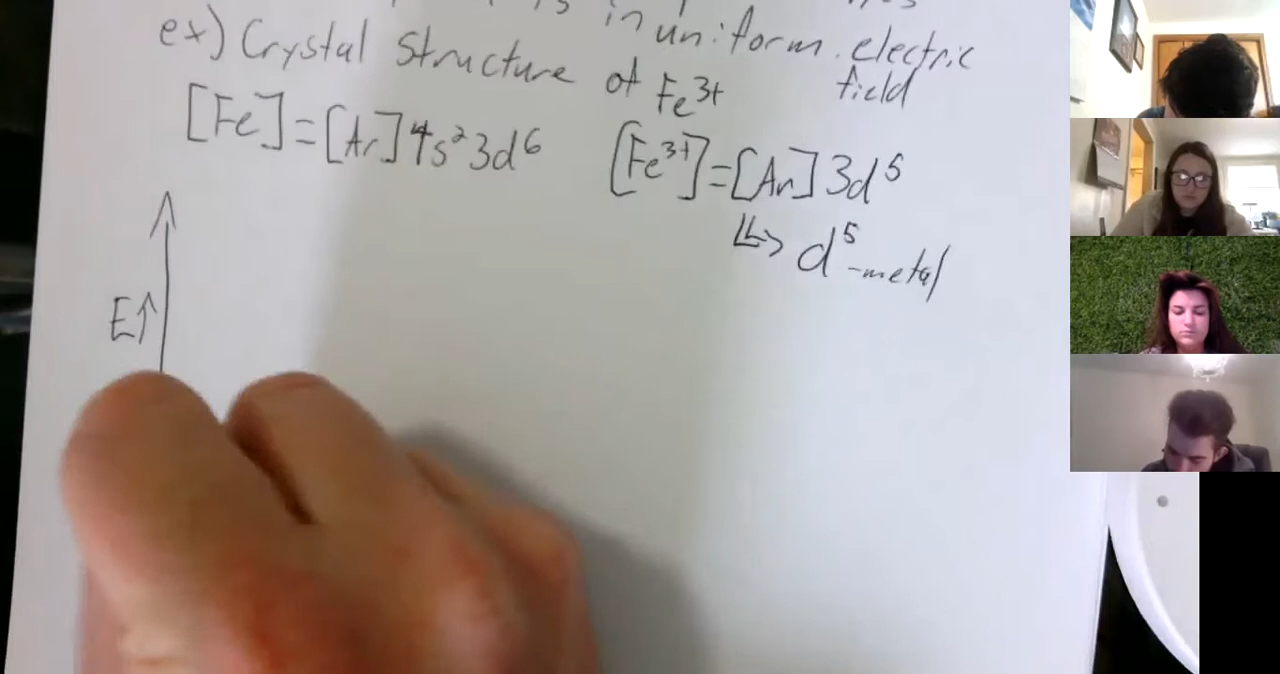 in uniform electric
field
ex) Crystal Structure of Fe³⁺
[Fe] = [Ar] 4s² 3d⁶
[Fe³⁺] = [Ar] 3d⁵
↳> d⁵-metal
E↑